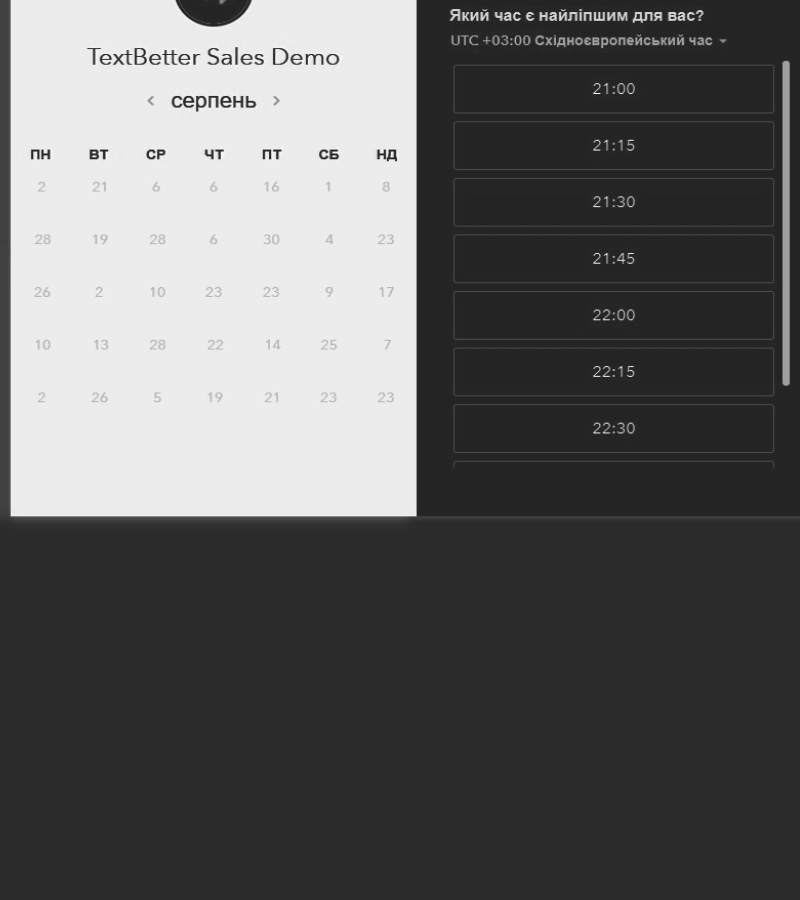 TextBetter Sales Demo
серпень
ПН ВТ СР ЧТ ПТ СБ НД
2 21 6 6 16 1 8
28 19 28 6 30 4 23
26 2 10 23 23 9 17
10 13 28 22 14 25 7
2 26 5 19 21 23 23
Який час є найліпшим для вас?
UTC +03:00 Східноєвропейський час
21:00
21:15
21:30
21:45
22:00
22:15
22:30